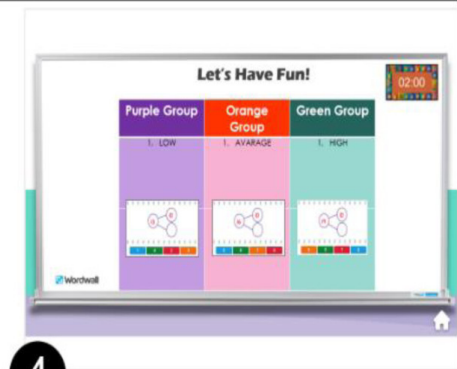 Let's Have Fun!
02:00
Purple Group
Orange
Group
Green Group
1. LOW
1. AVARAGE
1. HIGH
Wordwall
4